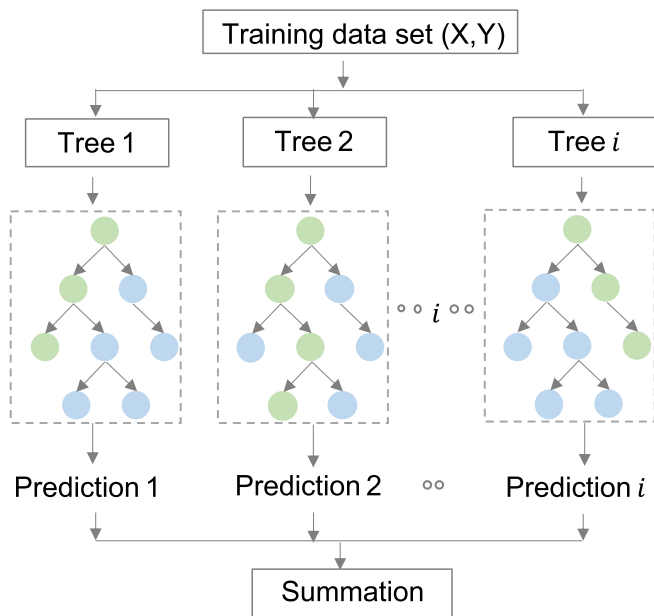 Training data set (X,Y)
Tree 1
Tree 2
Tree i
i
Prediction 1
Prediction 2
Prediction i
Summation